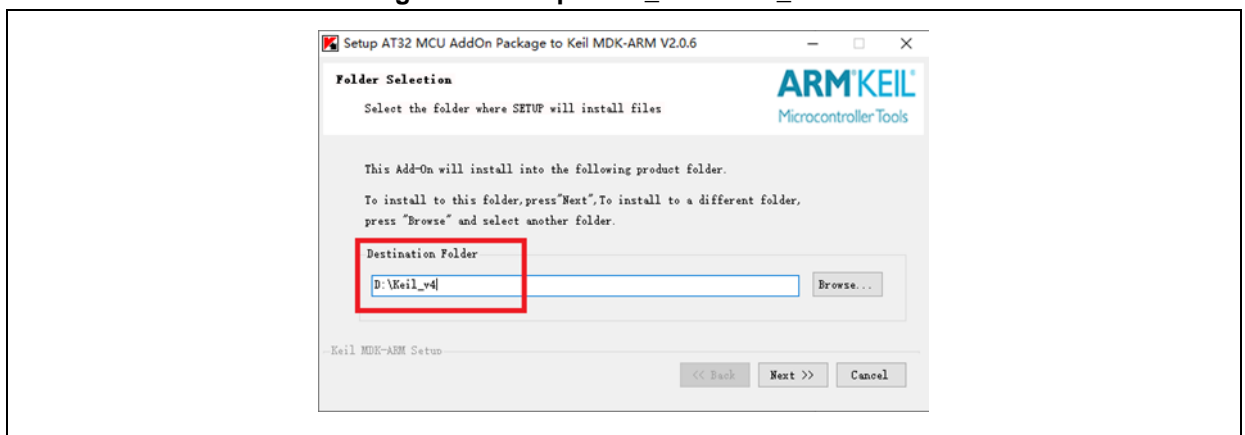 Setup AT32 MCU AddOn Package to Keil MDK-ARM V2.0.6
Folder Selection
Select the folder where SETUP will install files
ARM KEIL
Microcontroller Tools
This Add-On will install into the following product folder.
To install to this folder,press"Next",To install to a different folder,
press "Browse" and select another folder.
Destination Folder
D:\Keil_v4
Browse...
Keil MDK-ARM Setup
<< Back
Next >>
Cancel